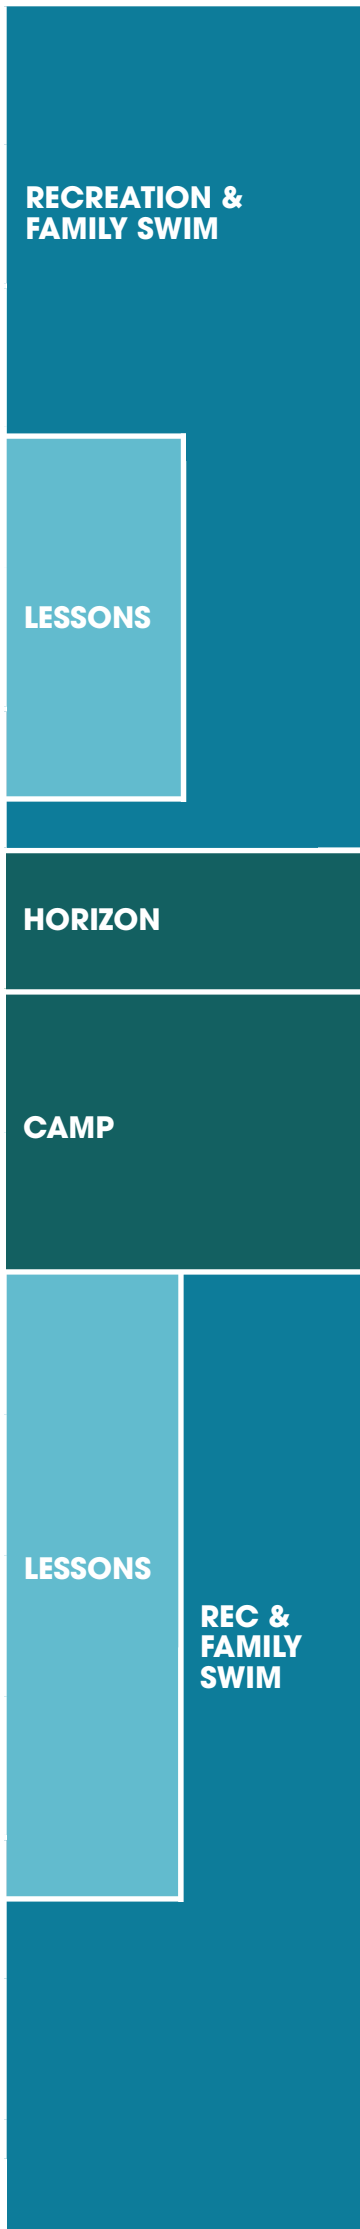 RECREATION &
FAMILY SWIM
LESSONS
HORIZON
CAMP
LESSONS
REC &
FAMILY
SWIM